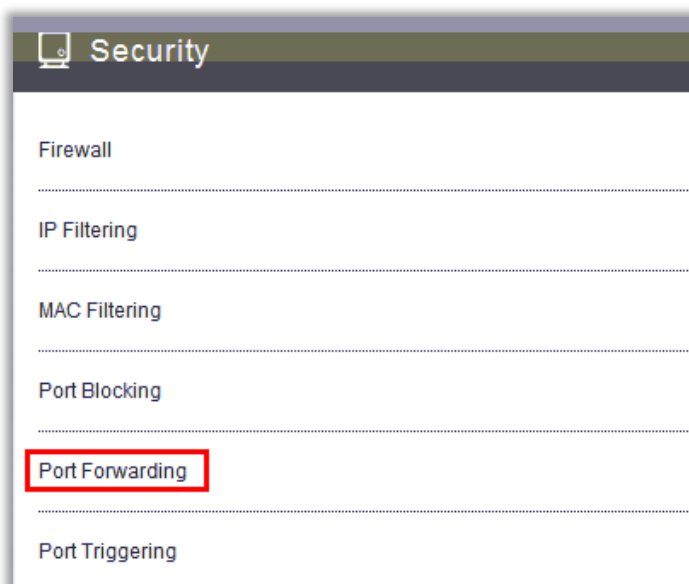 Security
Firewall
IP Filtering
MAC Filtering
Port Blocking
Port Forwarding
Port Triggering